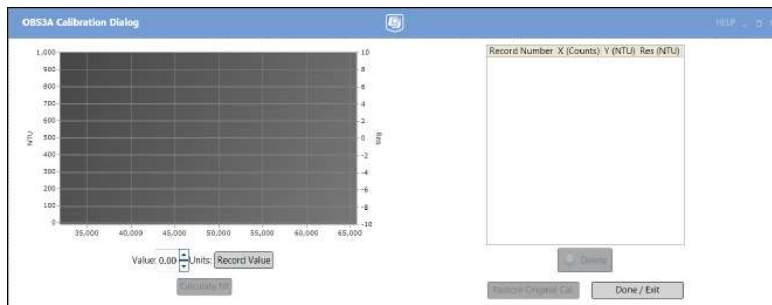 OBS3A Calibration Dialog
HELP
1,000
900
800
700
600
500
400
300
200
100
0
NTU
10
8
6
4
2
0
-2
-4
-6
-8
-10
Res
35,000 40,000 45,000 50,000 55,000 60,000 65,000
Value: 0.00 Units: Record Value
Calculate Fit
Record Number X (Counts) Y (NTU) Res (NTU)
Delete
Restore Original Cal Done / Exit